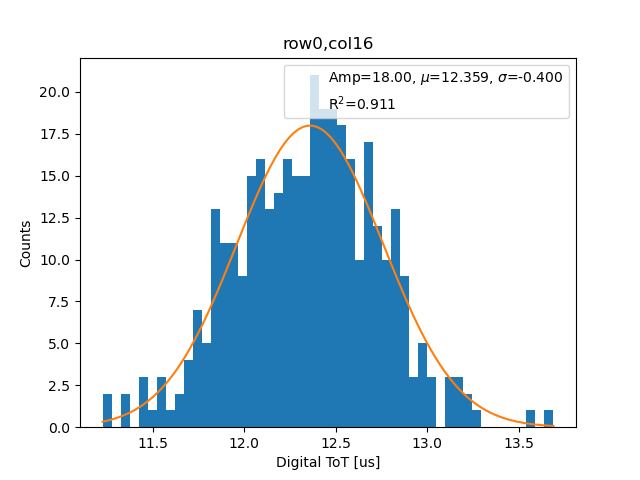 row0,col16
Amp=18.00, μ=12.359, σ=-0.400
R²=0.911
20.0
17.5
15.0
12.5
10.0
7.5
5.0
2.5
0.0
Counts
11.5 12.0 12.5 13.0 13.5
Digital ToT [us]